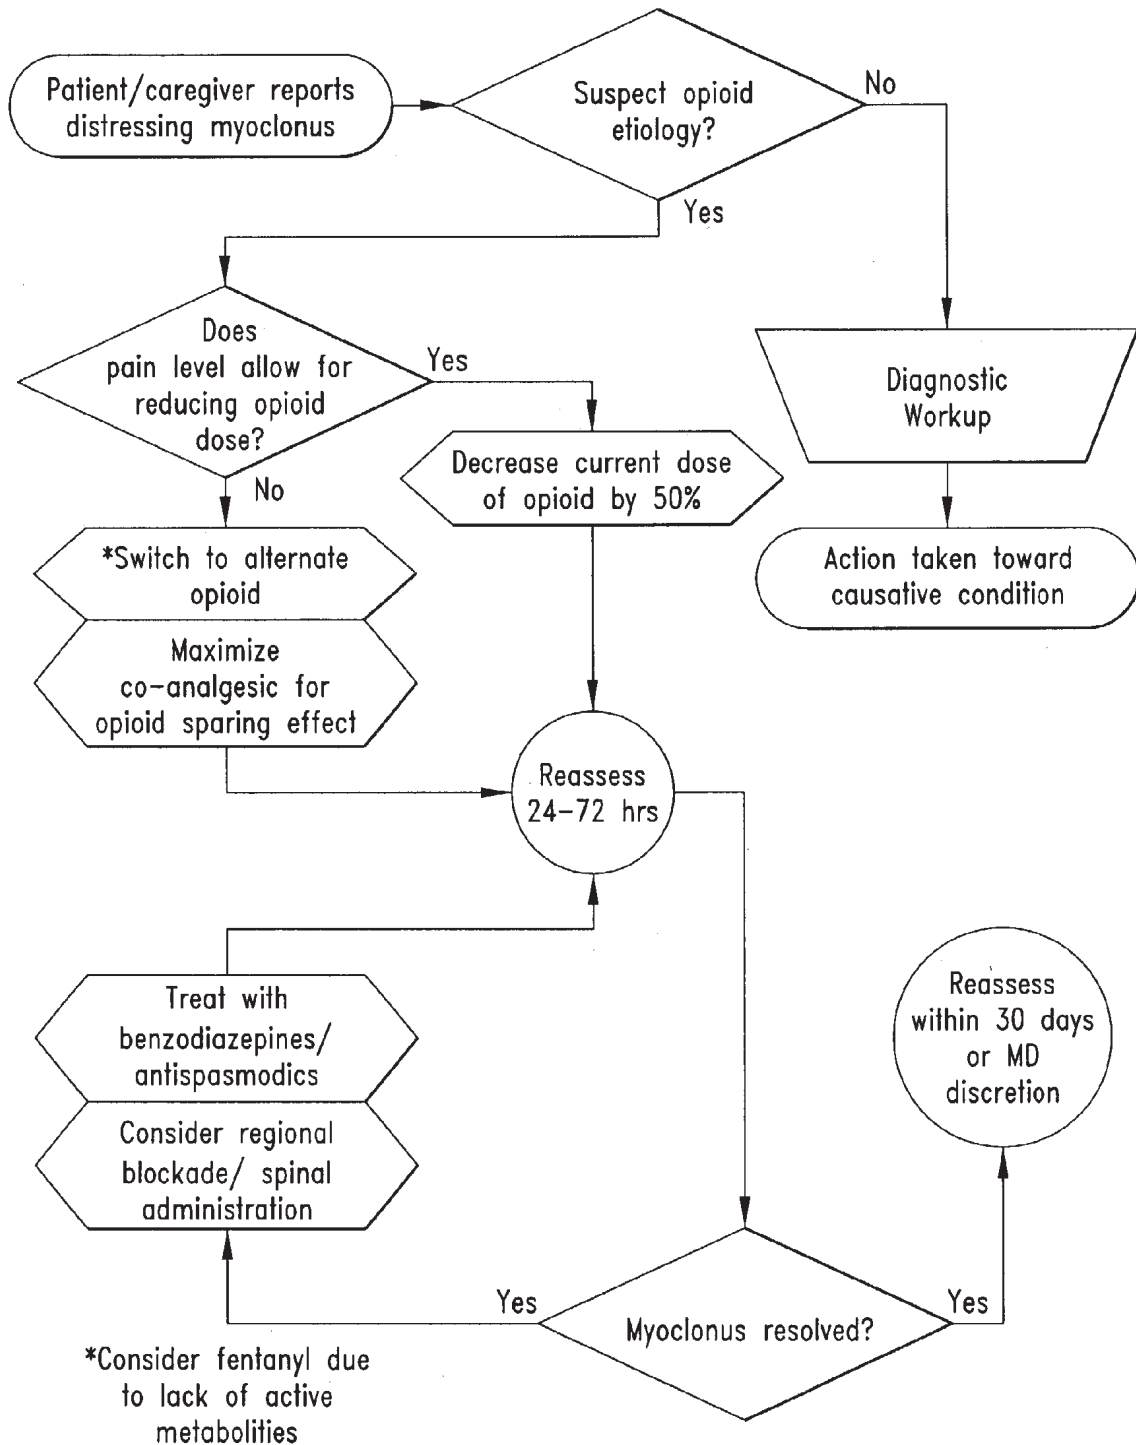 Patient/caregiver reports
distressing myoclonus
Suspect opioid
etiology?
No
Yes
Does
pain level allow for
reducing opioid
dose?
Yes
No
Decrease current dose
of opioid by 50%
Diagnostic
Workup
Action taken toward
causative condition
*Switch to alternate
opioid
Maximize
co-analgesic for
opioid sparing effect
Reassess
24-72 hrs
Treat with
benzodiazepines/
antispasmodics
Consider regional
blockade/ spinal
administration
Reassess
within 30 days
or MD
discretion
Yes
Myoclonus resolved?
Yes
*Consider fentanyl due
to lack of active
metabolities